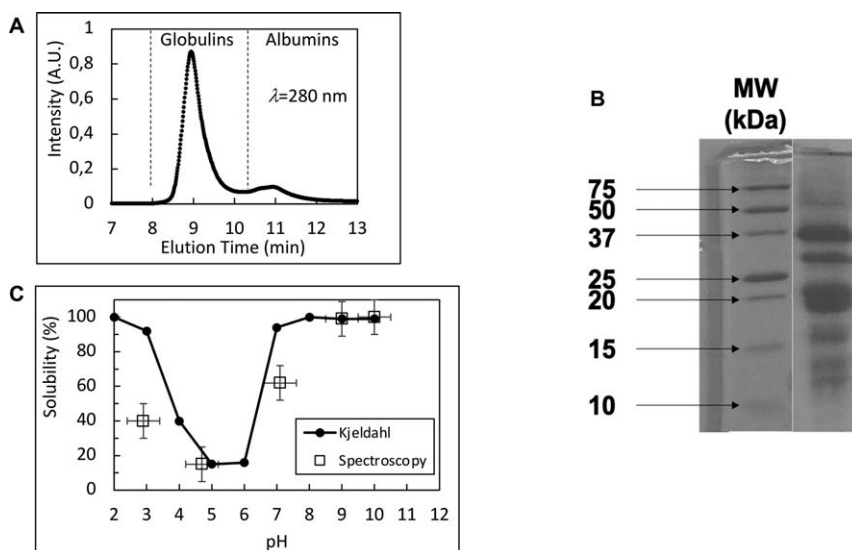 A
Globulins Albumins
λ=280 nm
Intensity (A.U.)
1
0,8
0,6
0,4
0,2
0
7 8 9 10 11 12 13
Elution Time (min)
B
MW
(kDa)
75
50
37
25
20
15
10
C
Solubility (%)
100
80
60
40
20
0
Kjeldahl
Spectroscopy
2 3 4 5 6 7 8 9 10 11 12
pH